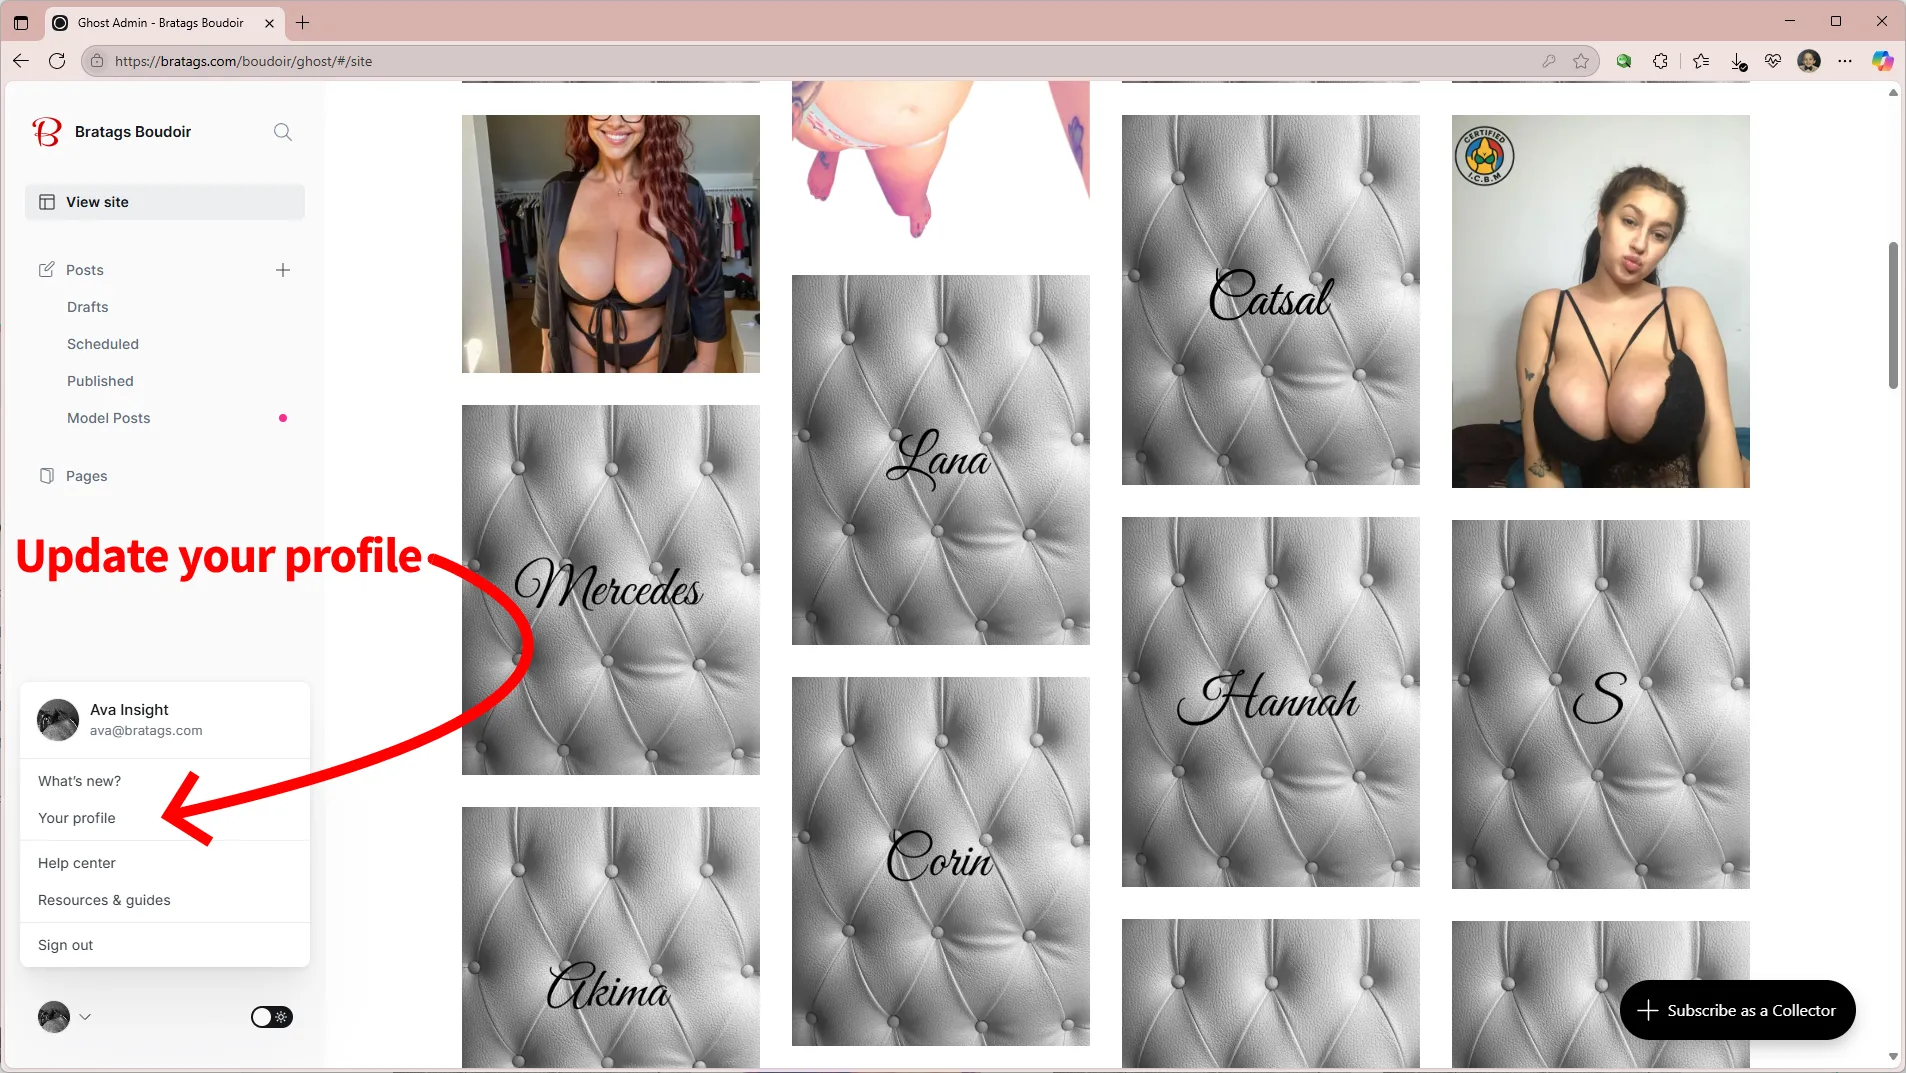 Ghost Admin - Bratags Boudoir
https://bratags.com/boudoir/ghost/#/site
B
Bratags Boudoir
View site
Posts
Drafts
Scheduled
Published
Model Posts
Pages
Update your profile
Ava Insight
ava@bratags.com
What's new?
Your profile
Help center
Resources & guides
Sign out
Mercedes
Akima
Lana
Corin
Catsal
Hannah
CERTIFIED
I.C.B.M
S
Subscribe as a Collector